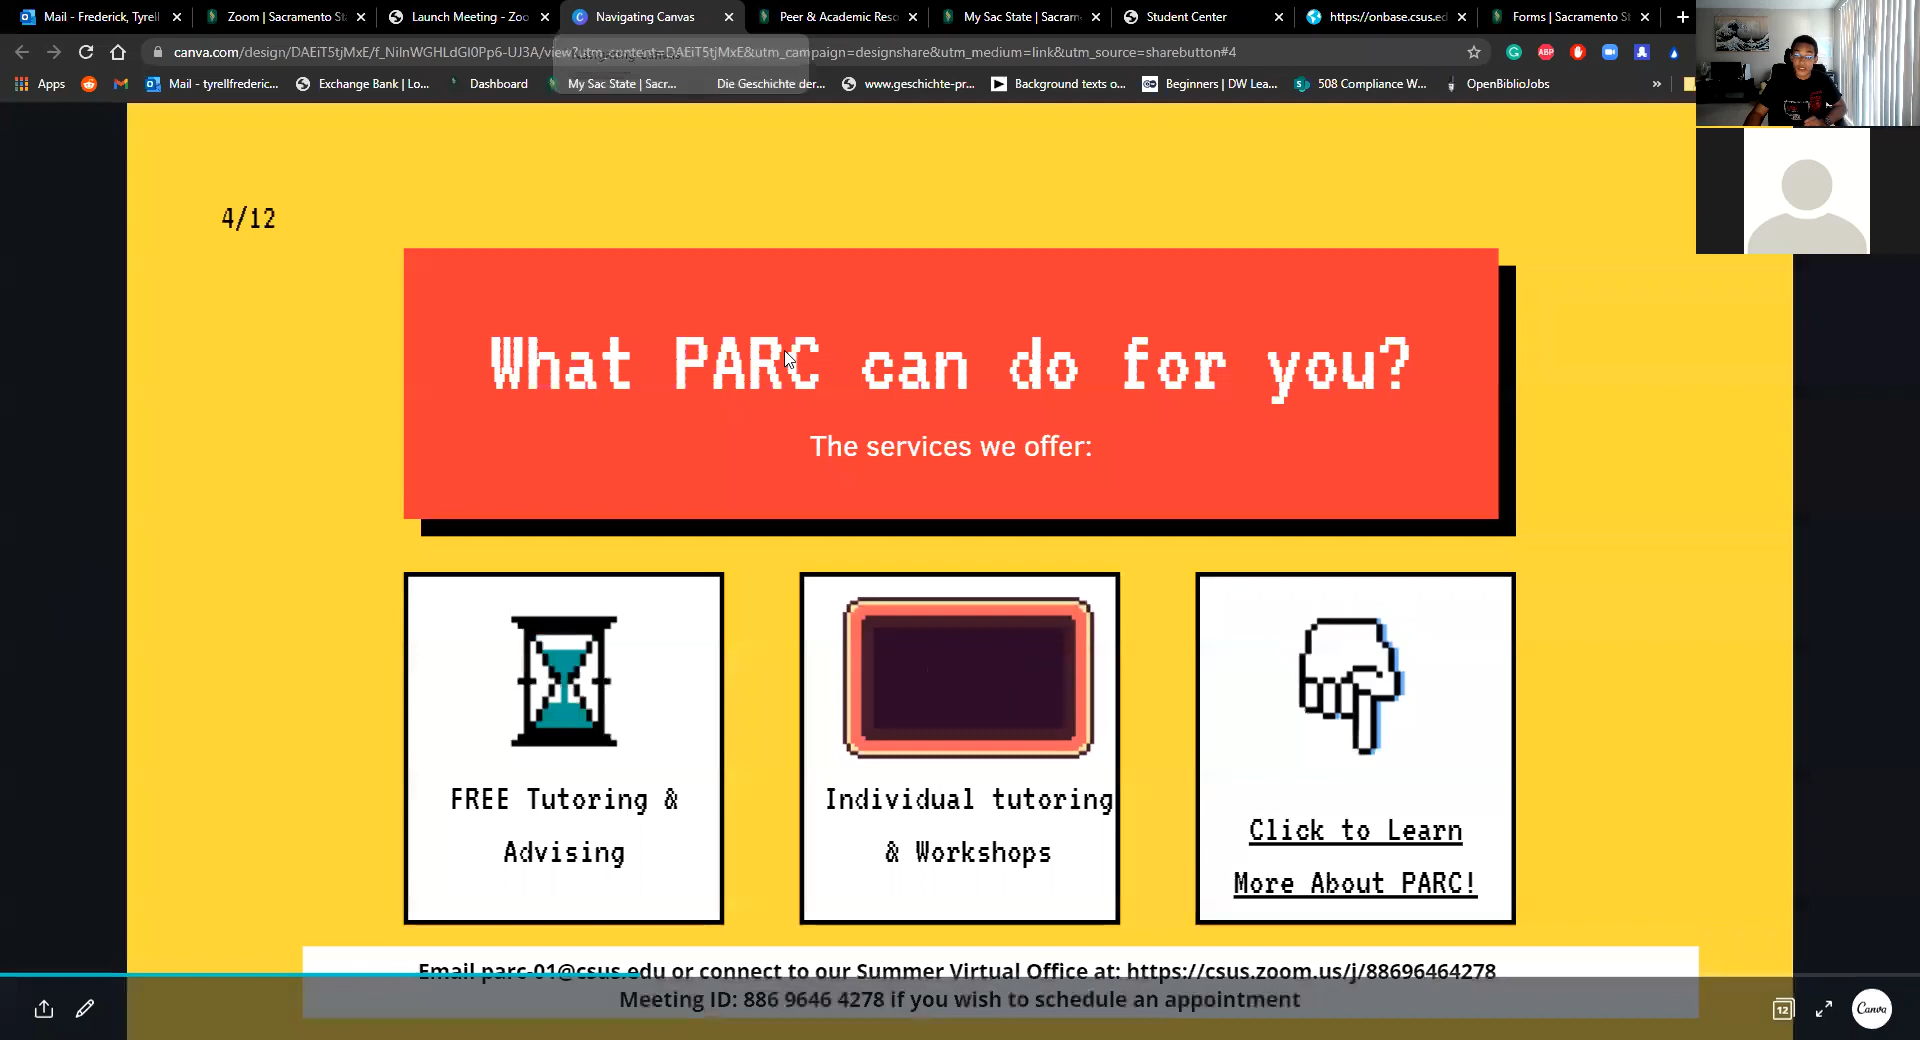 Mail - Frederick, Tyrell
Zoom | Sacramento St
Launch Meeting - Zoo
Navigating Canvas
Peer & Academic Reso
My Sac State | Sacram
Student Center
https://onbase.csus.ed
Forms | Sacramento St
canva.com/design/DAEiT5tjMxE/f_NilnWGHLdGl0Pp6-UJ3A/view?utm_content=DAEiT5tjMxE&utm_campaign=designshare&utm_medium=link&utm_source=sharebutton#4
Apps
Mail - tyrellfrederic...
Exchange Bank | Lo...
Dashboard
My Sac State | Sacr...
Die Geschichte der...
www.geschichte-pr...
Background texts o...
Beginners | DW Lea...
508 Compliance W...
OpenBiblioJobs
4/12
What PARC can do for you?
The services we offer:
FREE Tutoring &
Advising
Individual tutoring
& Workshops
Click to Learn
More About PARC!
Email parc-01@csus.edu or connect to our Summer Virtual Office at: https://csus.zoom.us/j/88696464278
Meeting ID: 886 9646 4278 if you wish to schedule an appointment
12
Canva